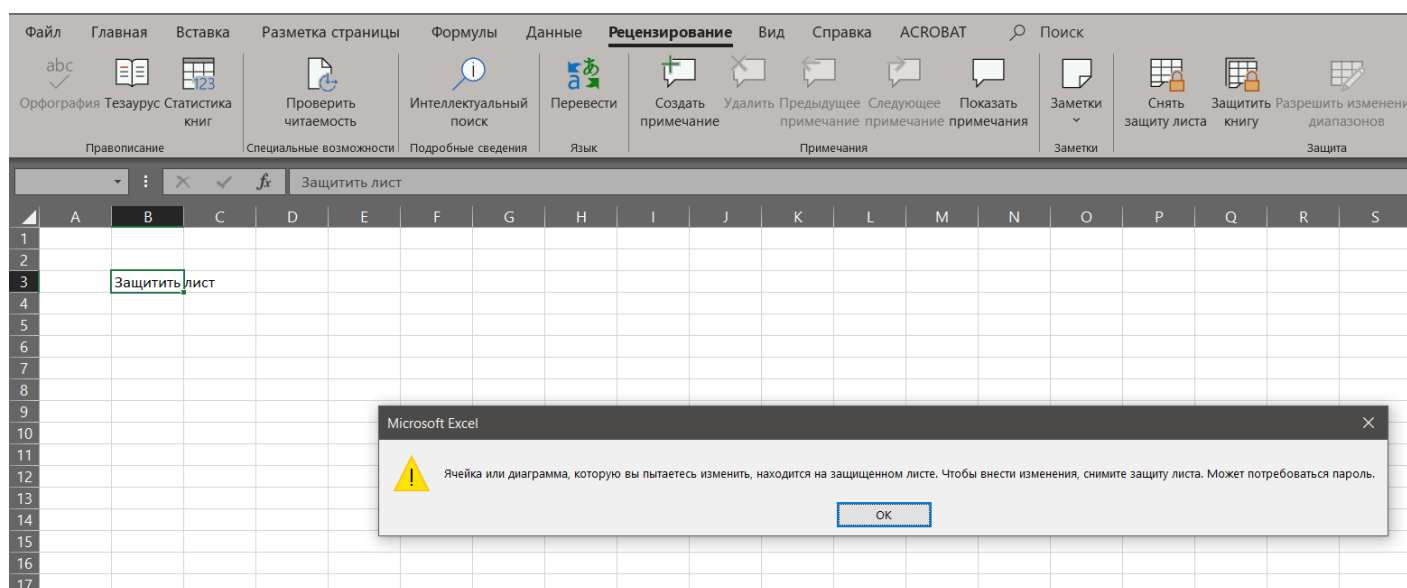 Файл Главная Вставка Разметка страницы Формулы Данные Рецензирование Вид Справка ACROBAT Поиск
abc
Орфография Тезаурус Статистика книг
123
Проверить читаемость
Интеллектуальный поиск
Перевести
Создать примечание
Удалить
Предыдущее примечание
Следующее примечание
Показать примечания
Заметки
Снять защиту листа
Защитить книгу
Разрешить изменени диапазонов
Правописание Специальные возможности Подробные сведения Язык Примечания Заметки Защита
fx Защитить лист
A B C D E F G H I J K L M N O P Q R S
1
2
3 Защитить лист
4
5
6
7
8
9
Microsoft Excel
10
11
Ячейка или диаграмма, которую вы пытаетесь изменить, находится на защищенном листе. Чтобы внести изменения, снимите защиту листа. Может потребоваться пароль.
12
13
ОК
14
15
16
17